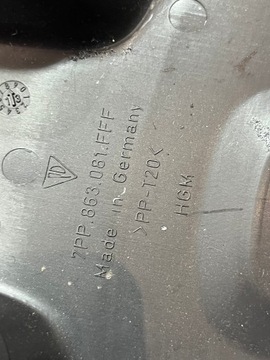 7PP.863.081.FFF
Made in Germany
>PP-T20<
HGM